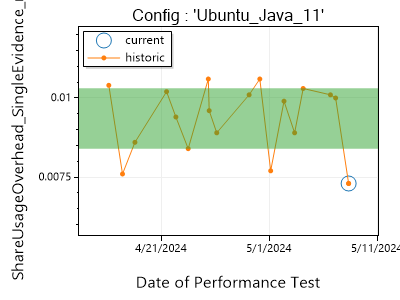 Config : 'Ubuntu_Java_11'
current
historic
ShareUsageOverhead_SingleEvidence_
0.01
0.0075
4/21/2024
5/1/2024
5/11/2024
Date of Performance Test